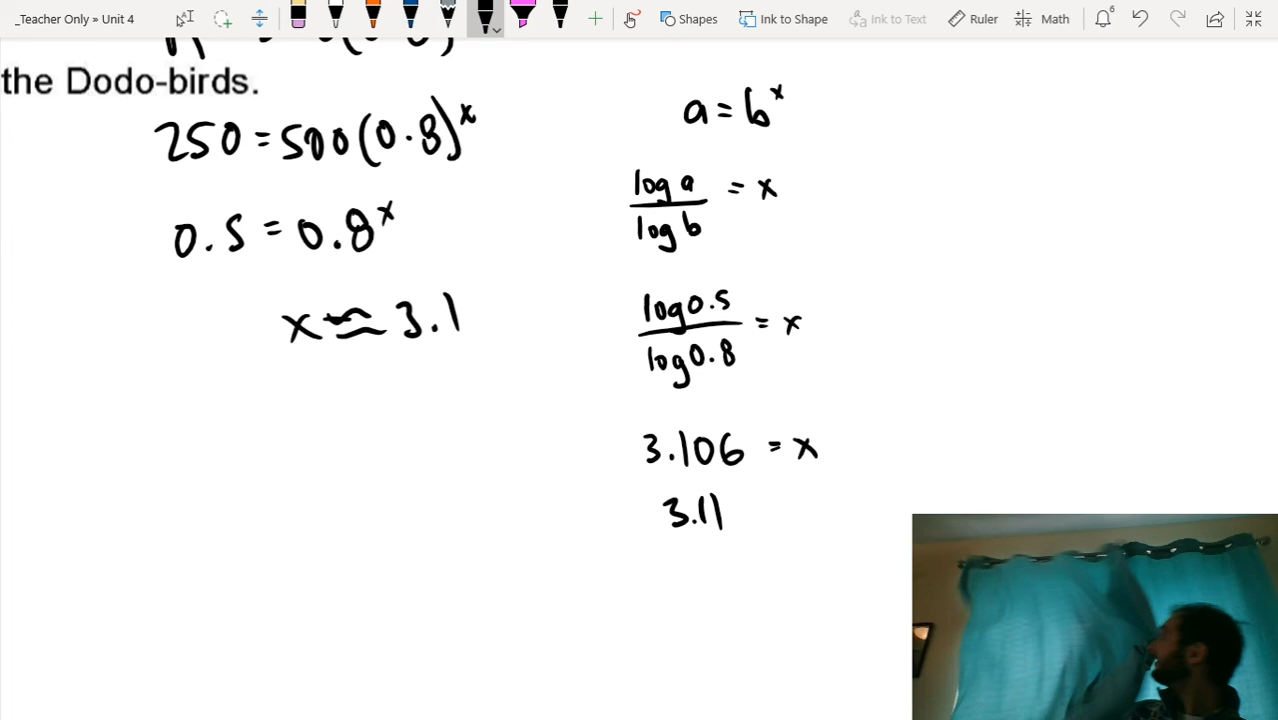 _Teacher Only » Unit 4
Shapes
Ink to Shape
Ink to Text
Ruler
Math
6
the Dodo-birds.
250 = 500(0.8)^x
0.5 = 0.8^x
x ≈ 3.1
a = b^x
log a / log b = x
log 0.5 / log 0.8 = x
3.106 = x
3.11